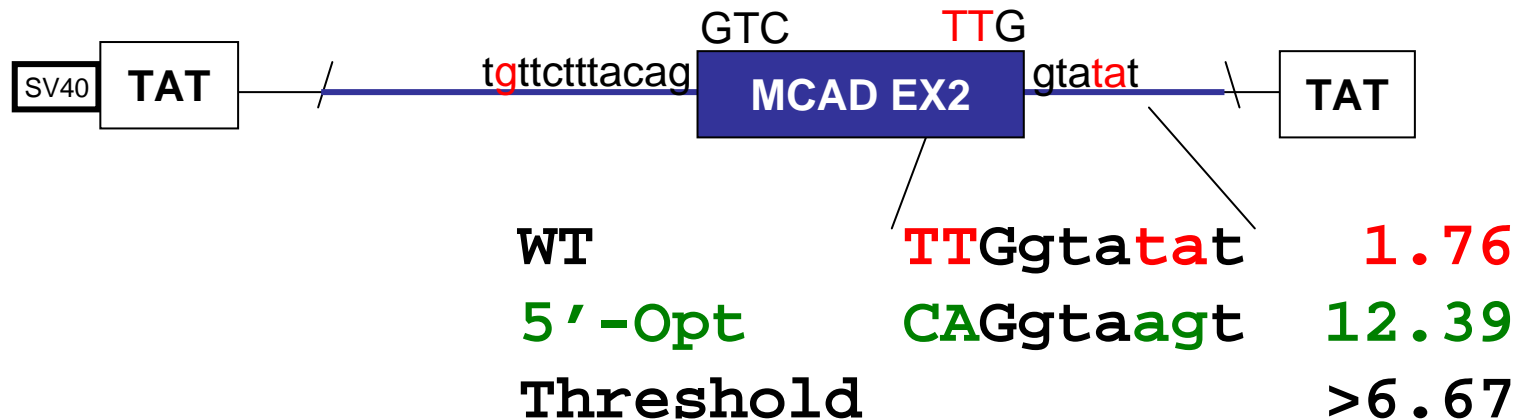 GTC TTG
SV40 TAT tgttctttacag MCAD EX2 gtatat TAT
WT TTGgtatat 1.76
5’-Opt CAGgtaagt 12.39
Threshold >6.67